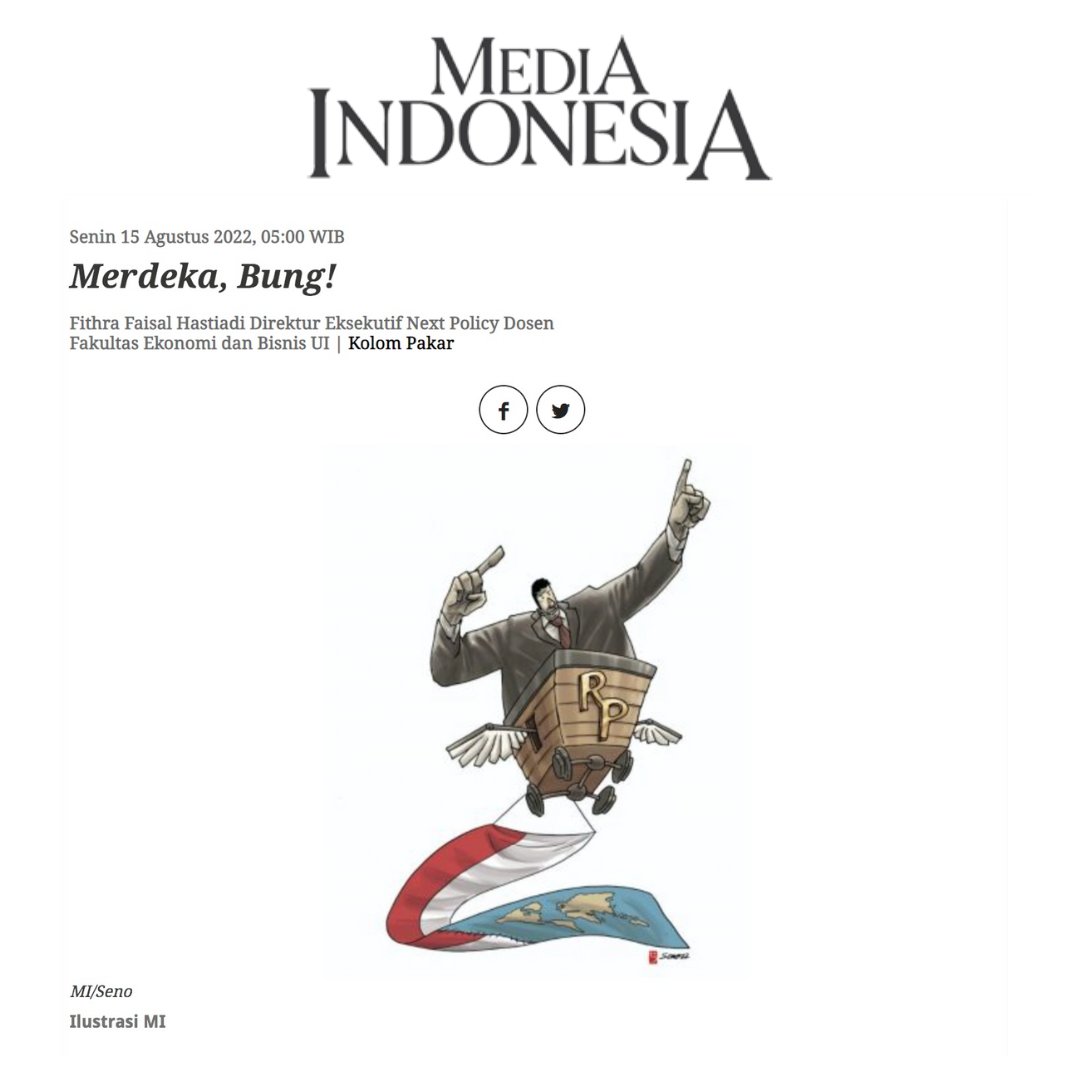 MEDIA
INDONESIA
Senin 15 Agustus 2022, 05:00 WIB
Merdeka, Bung!
Fithra Faisal Hastiadi Direktur Eksekutif Next Policy Dosen
Fakultas Ekonomi dan Bisnis UI | Kolom Pakar
RP
MI/Seno
Ilustrasi MI